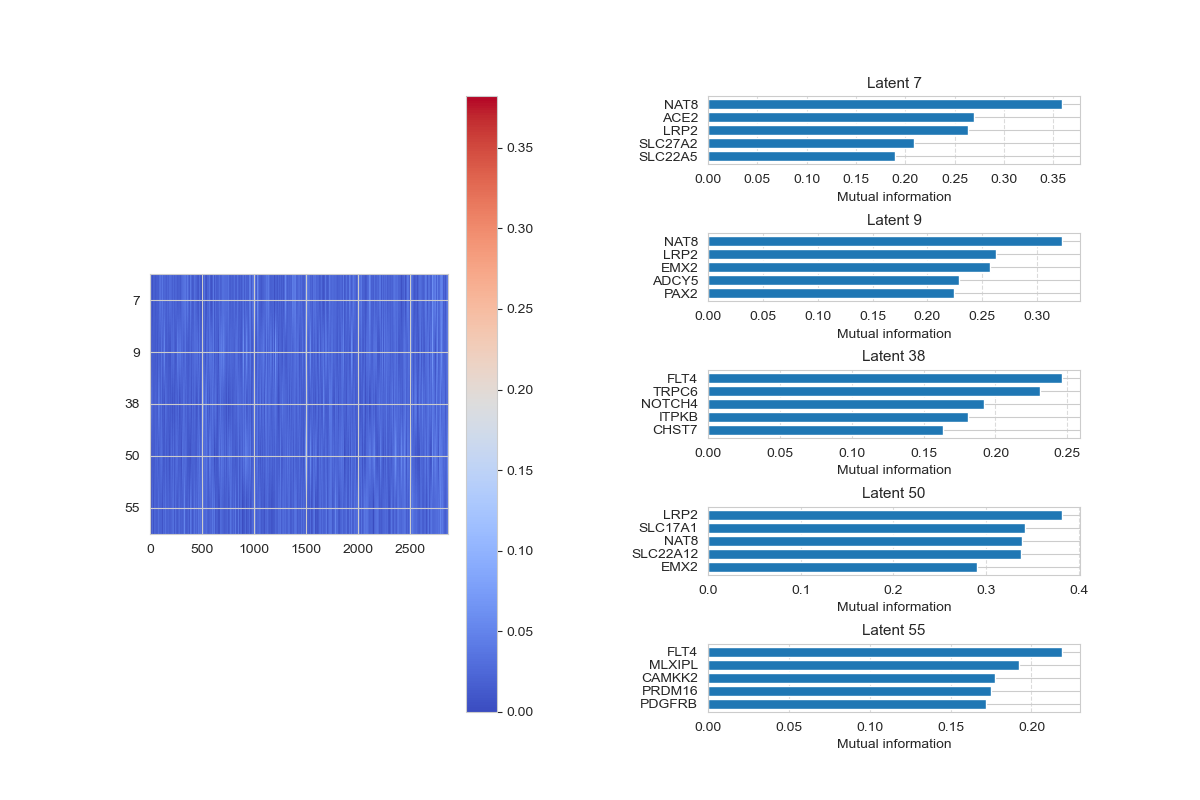 7
9
38
50
55
0 500 1000 1500 2000 2500
0.35
0.30
0.25
0.20
0.15
0.10
0.05
0.00
Latent 7
NAT8
ACE2
LRP2
SLC27A2
SLC22A5
0.00 0.05 0.10 0.15 0.20 0.25 0.30 0.35
Mutual information
Latent 9
NAT8
LRP2
EMX2
ADCY5
PAX2
0.00 0.05 0.10 0.15 0.20 0.25 0.30
Mutual information
Latent 38
FLT4
TRPC6
NOTCH4
ITPKB
CHST7
0.00 0.05 0.10 0.15 0.20 0.25
Mutual information
Latent 50
LRP2
SLC17A1
NAT8
SLC22A12
EMX2
0.0 0.1 0.2 0.3 0.4
Mutual information
Latent 55
FLT4
MLXIPL
CAMKK2
PRDM16
PDGFRB
0.00 0.05 0.10 0.15 0.20
Mutual information